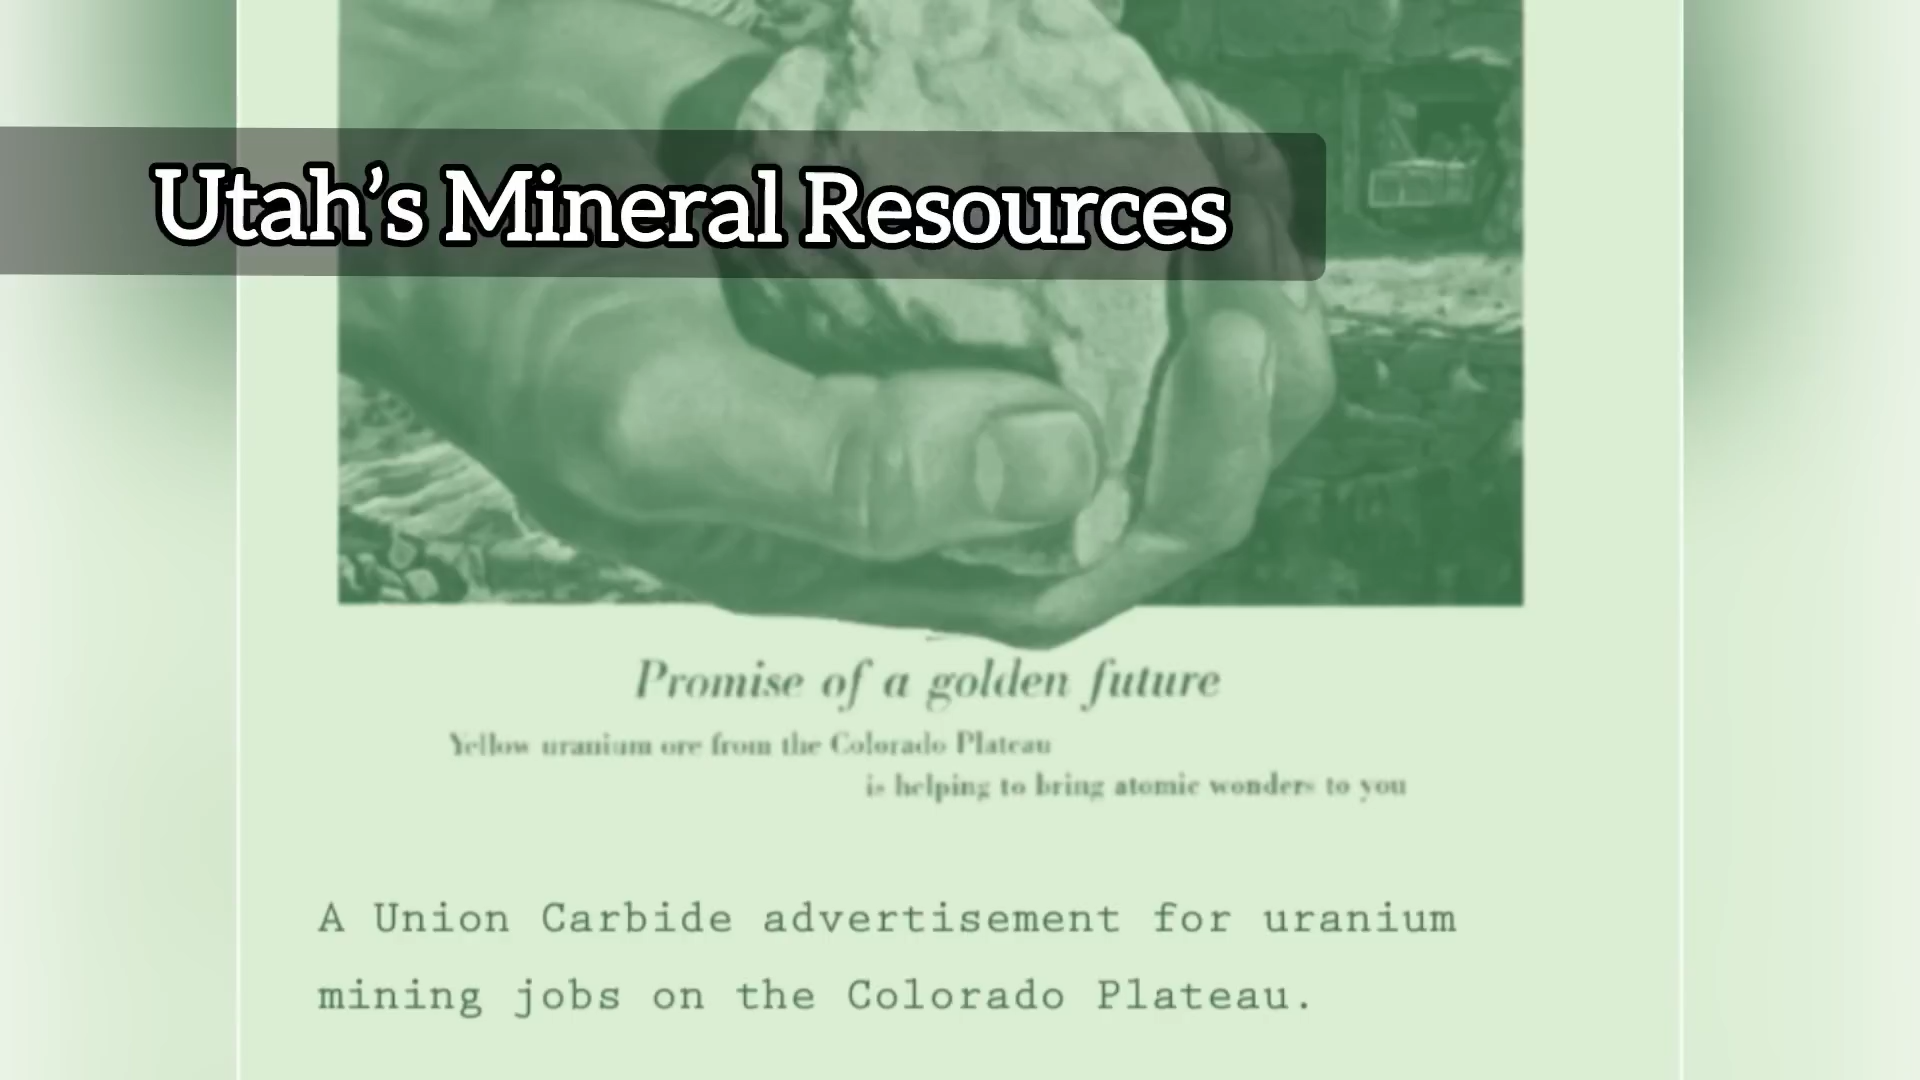 Utah’s Mineral Resources
Promise of a golden future
Yellow uranium ore from the Colorado Plateau
is helping to bring atomic wonders to you
A Union Carbide advertisement for uranium
mining jobs on the Colorado Plateau.